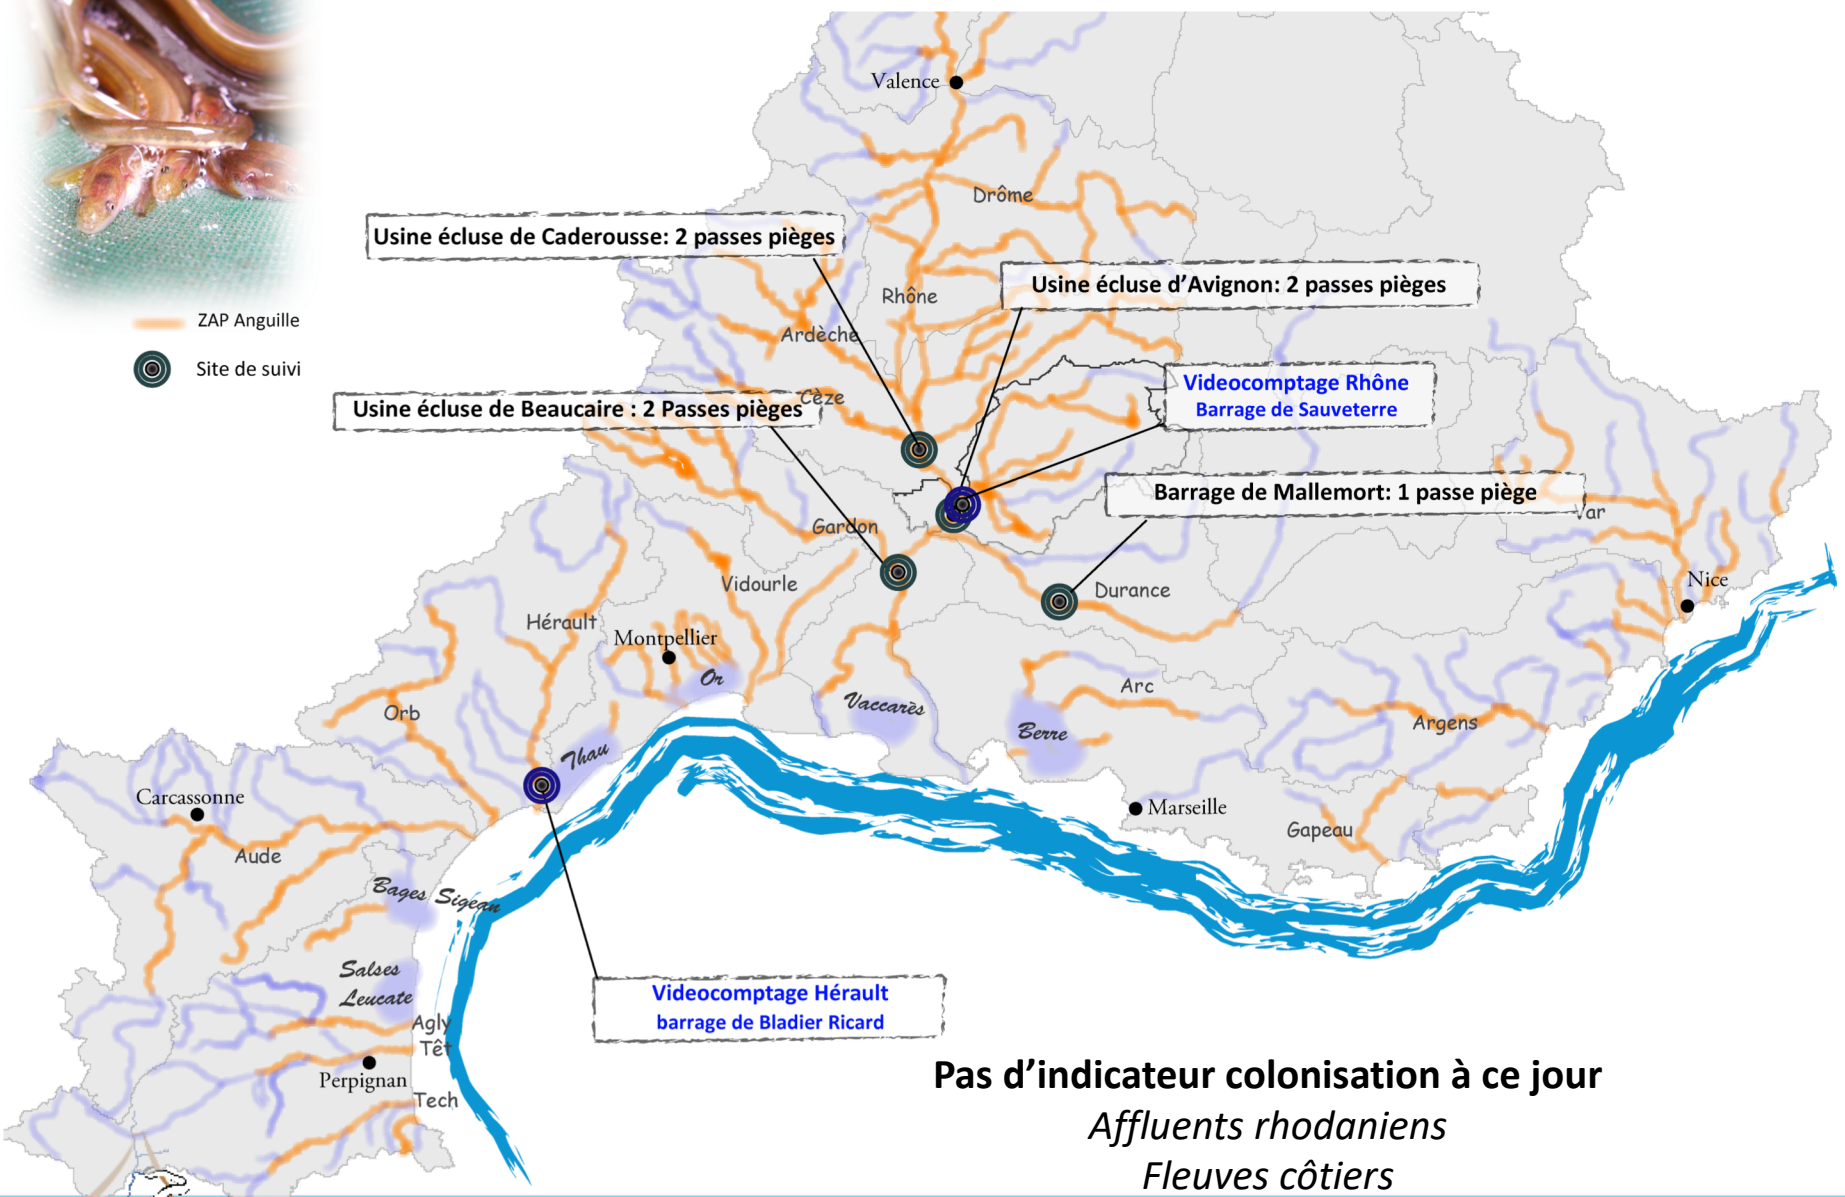 Valence
Drôme
Usine écluse de Caderousse: 2 passes pièges
Usine écluse d’Avignon: 2 passes pièges
Rhône
ZAP Anguille
Ardèche
Site de suivi
Videocomptage Rhône
Barrage de Sauveterre
Cèze
Usine écluse de Beaucaire : 2 Passes pièges
Barrage de Mallemort: 1 passe piège
Var
Gardon
Vidourle
Durance
Nice
Hérault
Montpellier
Or
Arc
Vaccarès
Orb
Argens
Berre
Thau
Carcassonne
Marseille
Gapeau
Aude
Bages Sigean
Salses
Leucate
Videocomptage Hérault
barrage de Bladier Ricard
Agly
Têt
Perpignan
Tech
Pas d’indicateur colonisation à ce jour
Affluents rhodaniens
Fleuves côtiers